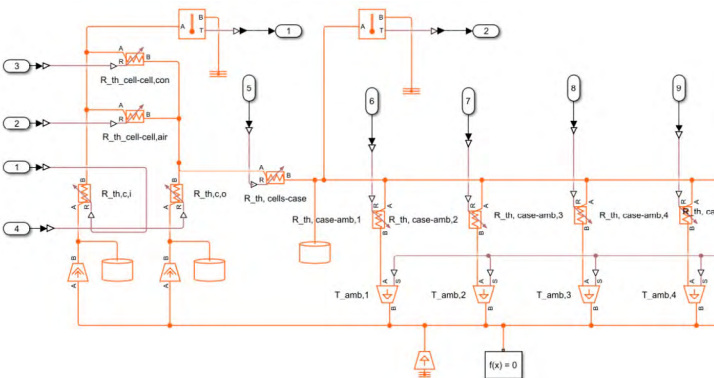 B
A
T
1
B
A
T
2
A
R
B
3
R_th_cell-cell,con
5
6
7
8
9
A
R
B
2
R_th_cell-cell,air
1
A
R
B
R_th, cells-case
R_th,c,i
R_th,c,o
4
R_th, case-amb,1
R_th, case-amb,2
R_th, case-amb,3
R_th, case-amb,4
R_th, ca
T_amb,1
T_amb,2
T_amb,3
T_amb,4
A
S
B
A
S
B
A
S
B
A
S
B
f(x) = 0